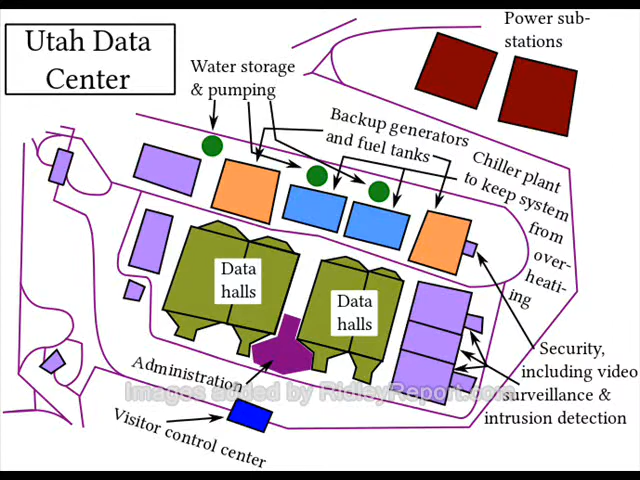 Utah Data
Center
Power sub-
stations
Water storage
& pumping
Backup generators
and fuel tanks
Chiller plant
to keep system
from
over-
heati-
ng
Data
halls
Data
halls
Security,
including video
surveillance &
intrusion detection
Administration
Images added by RidleyReport.com
Visitor control center